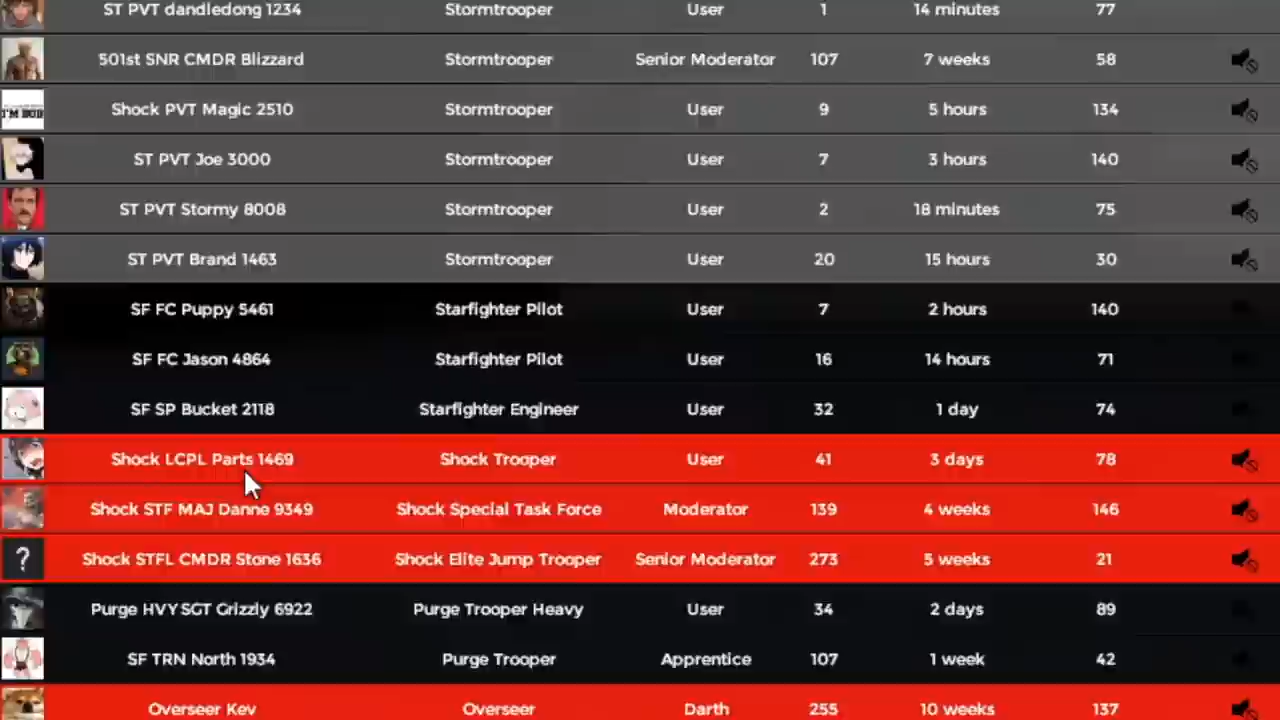 ST PVT dandledong 1234 Stormtrooper User 1 14 minutes 77
501st SNR CMDR Blizzard Stormtrooper Senior Moderator 107 7 weeks 58
I'M BOB Shock PVT Magic 2510 Stormtrooper User 9 5 hours 134
ST PVT Joe 3000 Stormtrooper User 7 3 hours 140
ST PVT Stormy 8008 Stormtrooper User 2 18 minutes 75
ST PVT Brand 1463 Stormtrooper User 20 15 hours 30
SF FC Puppy 5461 Starfighter Pilot User 7 2 hours 140
SF FC Jason 4864 Starfighter Pilot User 16 14 hours 71
SF SP Bucket 2118 Starfighter Engineer User 32 1 day 74
Shock LCPL Parts 1469 Shock Trooper User 41 3 days 78
Shock STF MAJ Danne 9349 Shock Special Task Force Moderator 139 4 weeks 146
? Shock STFL CMDR Stone 1636 Shock Elite Jump Trooper Senior Moderator 273 5 weeks 21
Purge HVY SGT Grizzly 6922 Purge Trooper Heavy User 34 2 days 89
SF TRN North 1934 Purge Trooper Apprentice 107 1 week 42
Overseer Kev Overseer Darth 255 10 weeks 137